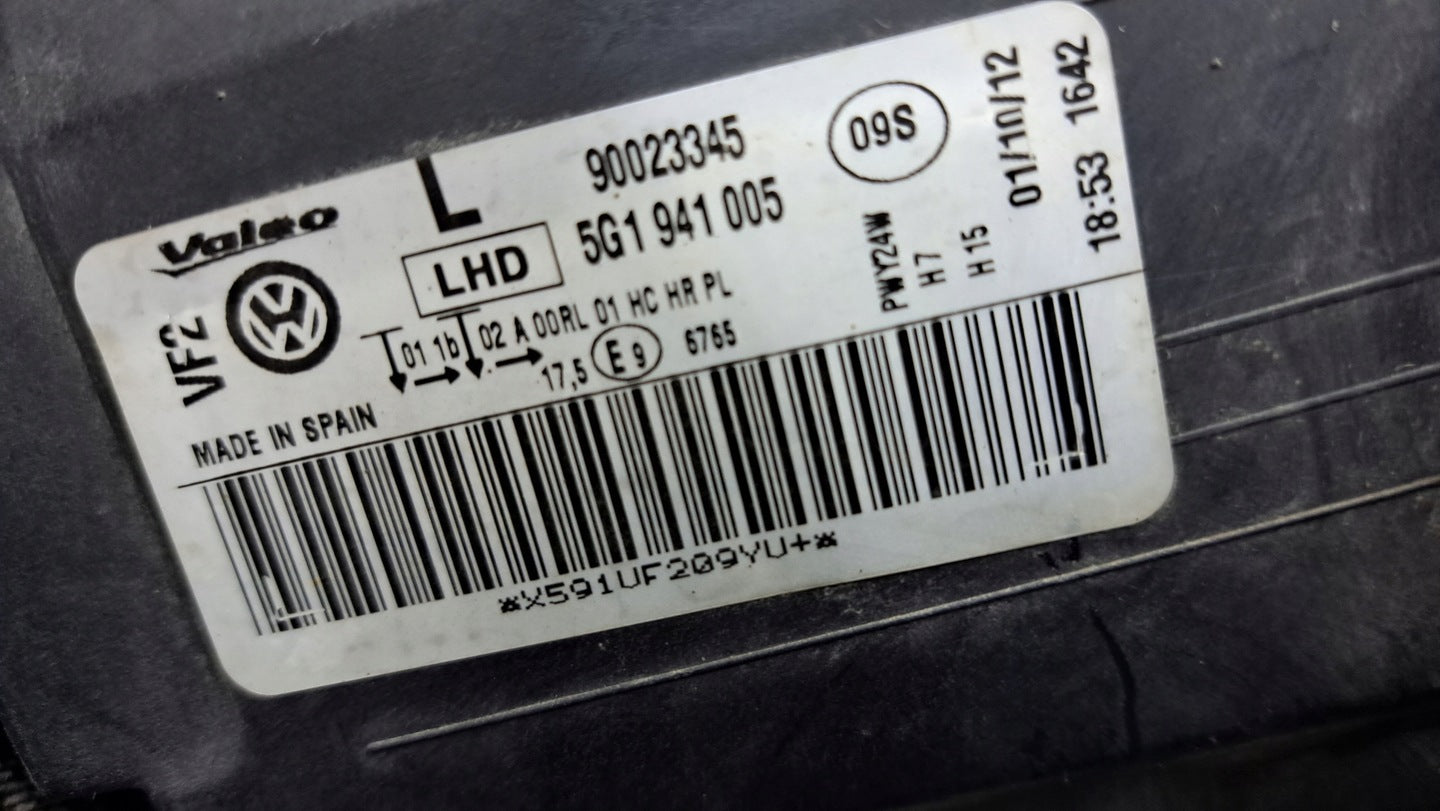 Valeo
L
90023345
09S
01/10/12
18:53 1642
VF2
LHD
5G1 941 005
PWY24W
H7
H15
01 1b 02 A 00RL 01 HC HR PL
17,5 E9 6765
MADE IN SPAIN
*X591UF209YU+*